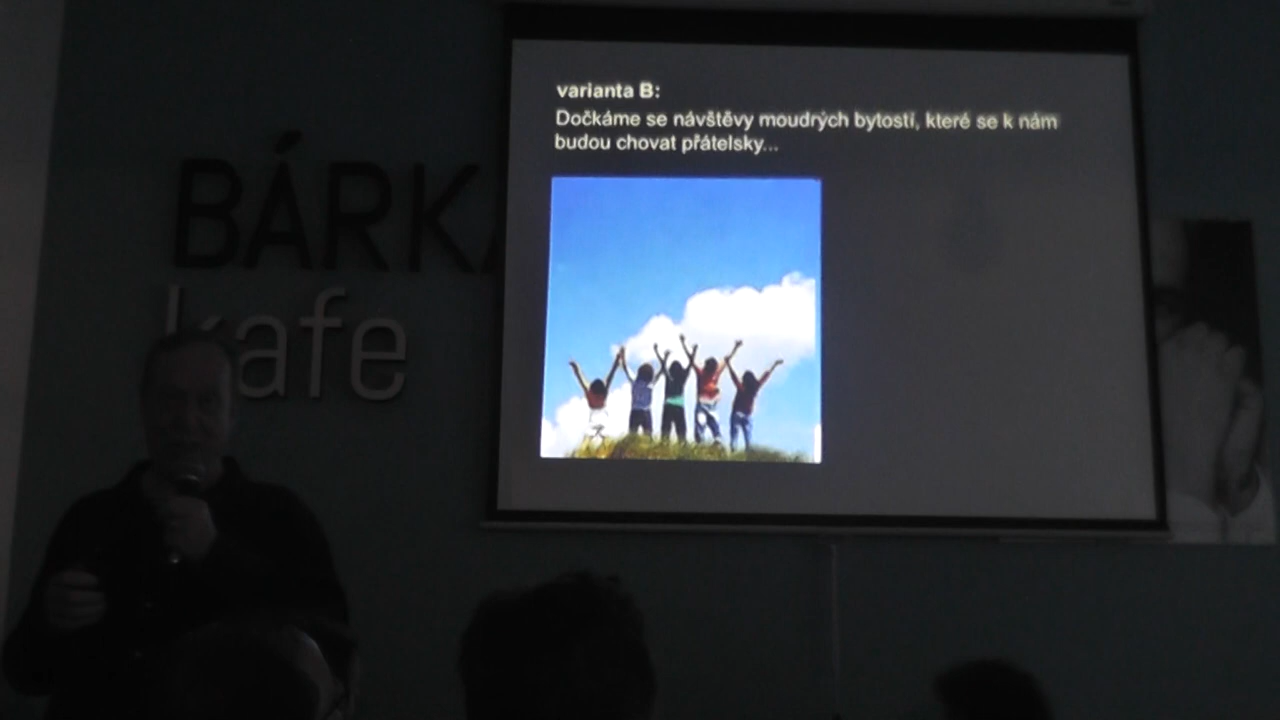 BÁRKA
kafe
varianta B:
Dočkáme se návštěvy moudrých bytostí, které se k nám
budou chovat přátelsky...